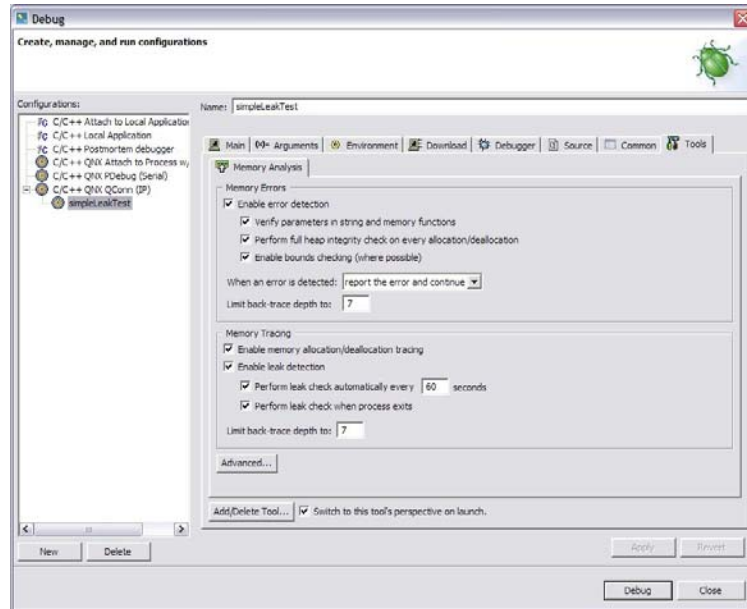 Debug
Create, manage, and run configurations
Configurations:
C/C++ Attach to Local Application
C/C++ Local Application
C/C++ Postmortem debugger
C/C++ QNX Attach to Process w/
C/C++ QNX PDebug (Serial)
C/C++ QNX QConn (IP)
simpleLeakTest
New Delete
Name: simpleLeakTest
Main (x)= Arguments Environment Download Debugger Source Common Tools
Memory Analysis
Memory Errors
Enable error detection
Verify parameters in string and memory functions
Perform full heap integrity check on every allocation/deallocation
Enable bounds checking (where possible)
When an error is detected: report the error and continue
Limit back-trace depth to: 7
Memory Tracing
Enable memory allocation/deallocation tracing
Enable leak detection
Perform leak check automatically every 60 seconds
Perform leak check when process exits
Limit back-trace depth to: 7
Advanced...
Add/Delete Tool... Switch to this tool's perspective on launch.
Apply Revert
Debug Close